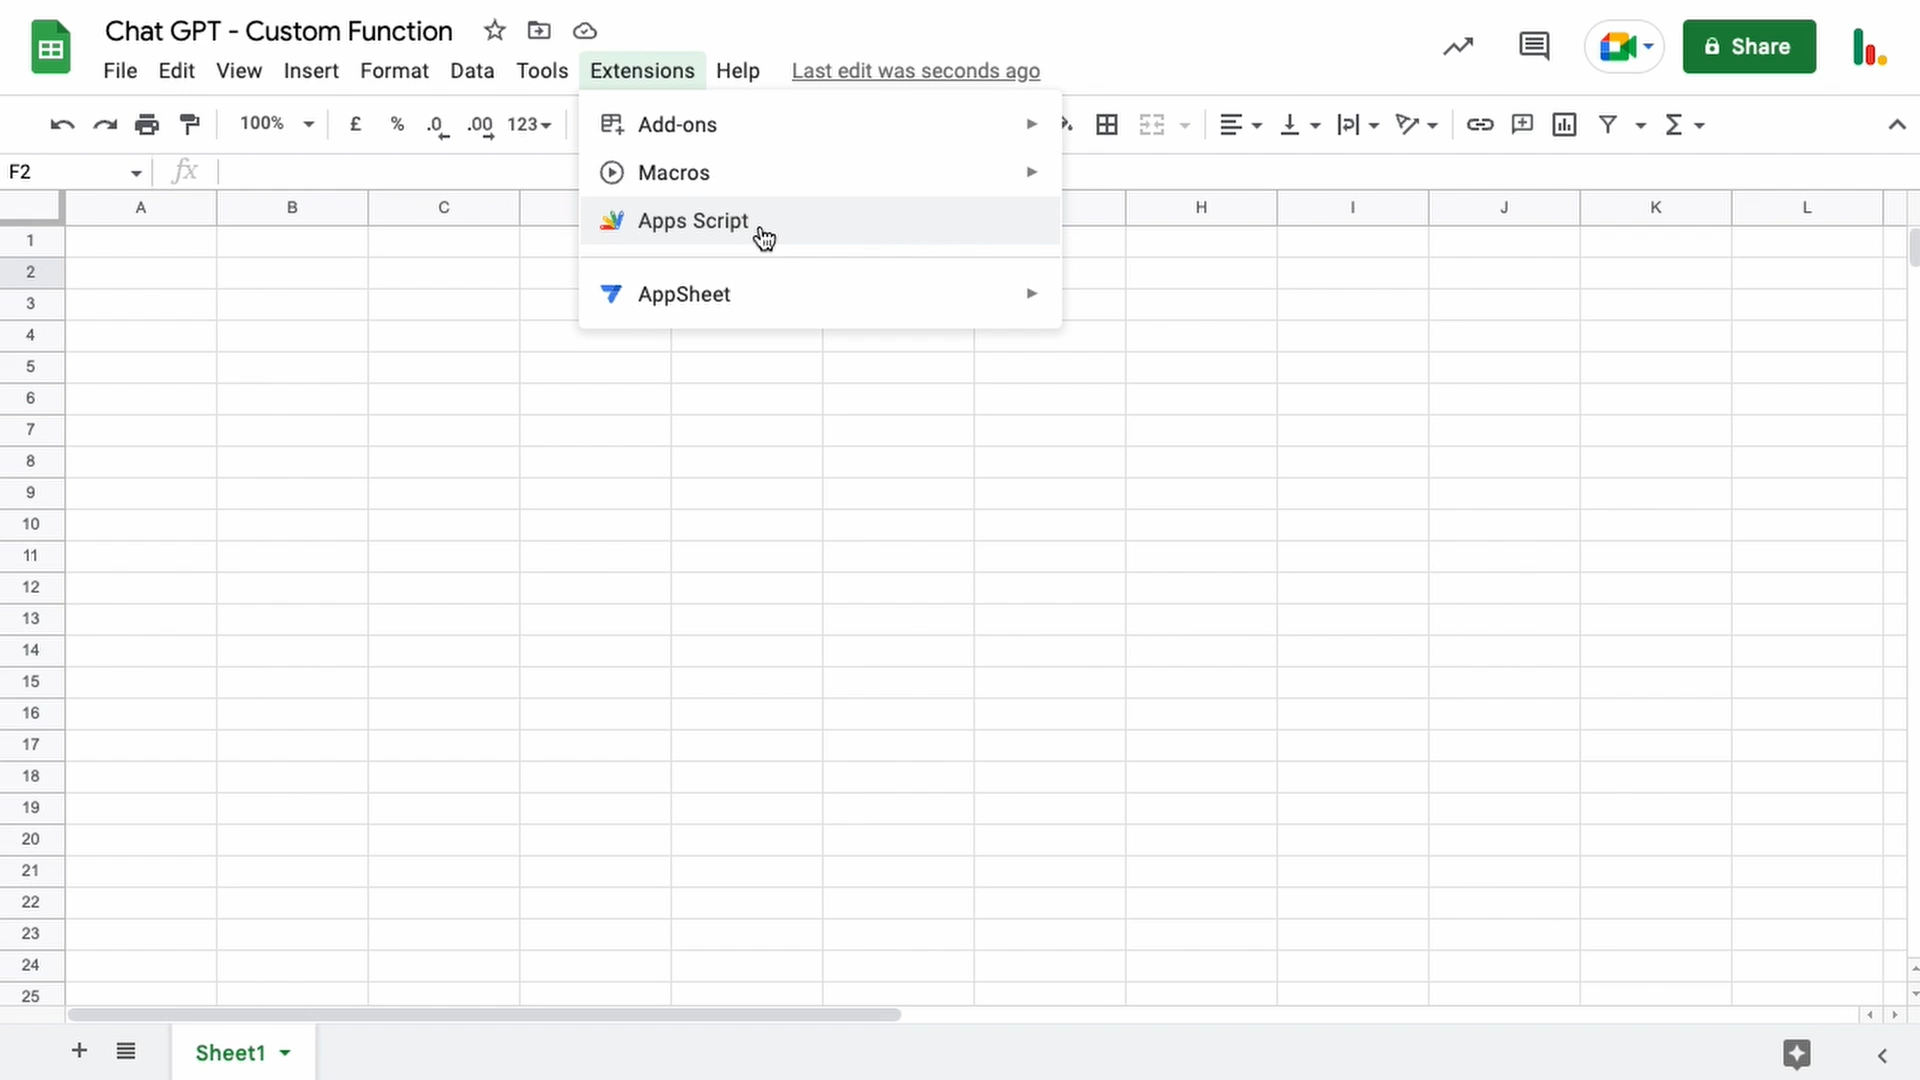 Chat GPT - Custom Function
File Edit View Insert Format Data Tools Extensions Help Last edit was seconds ago
Share
100% £ % .0 .00 123
Add-ons
Macros
Apps Script
AppSheet
F2 fx
A B C H I J K L
1
2
3
4
5
6
7
8
9
10
11
12
13
14
15
16
17
18
19
20
21
22
23
24
25
Sheet1